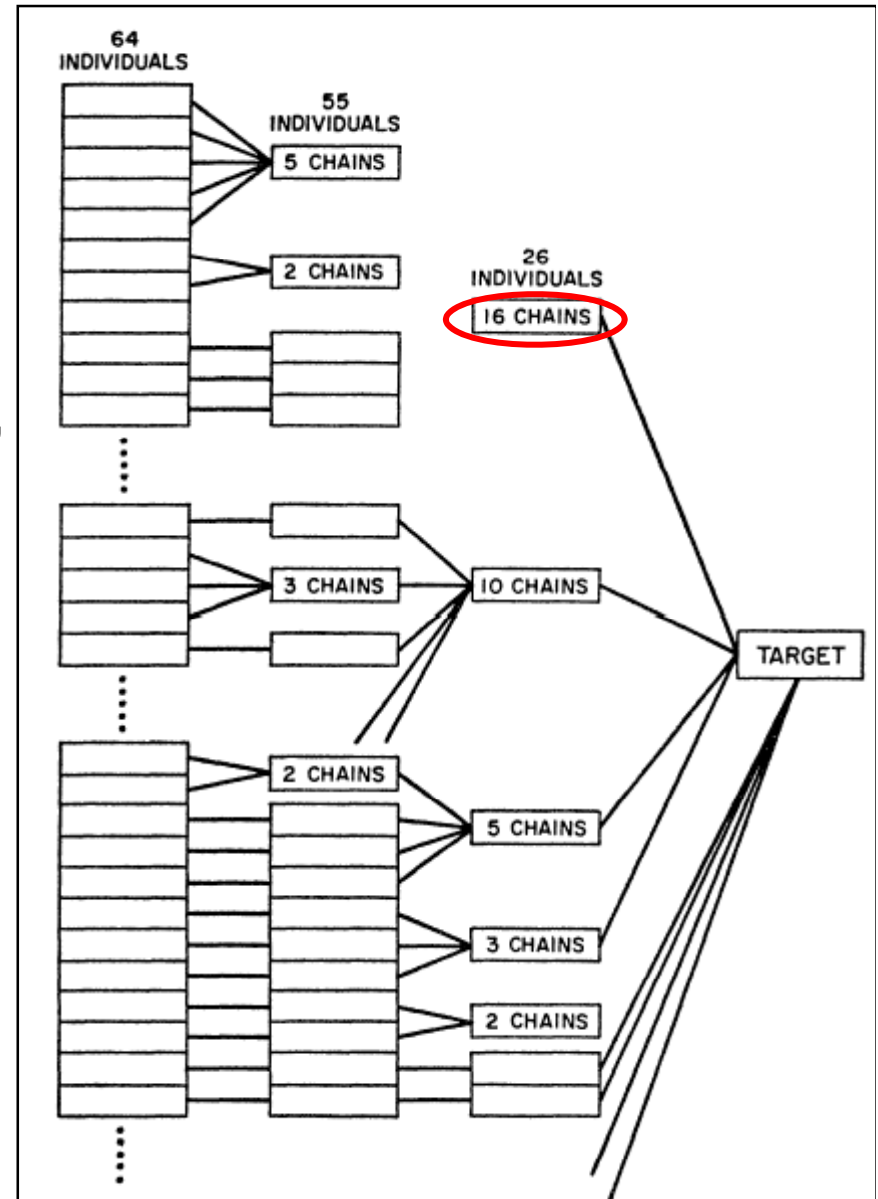 64
INDIVIDUALS
55
INDIVIDUALS
5 CHAINS
2 CHAINS
26
INDIVIDUALS
16 CHAINS
3 CHAINS
10 CHAINS
TARGET
2 CHAINS
5 CHAINS
3 CHAINS
2 CHAINS